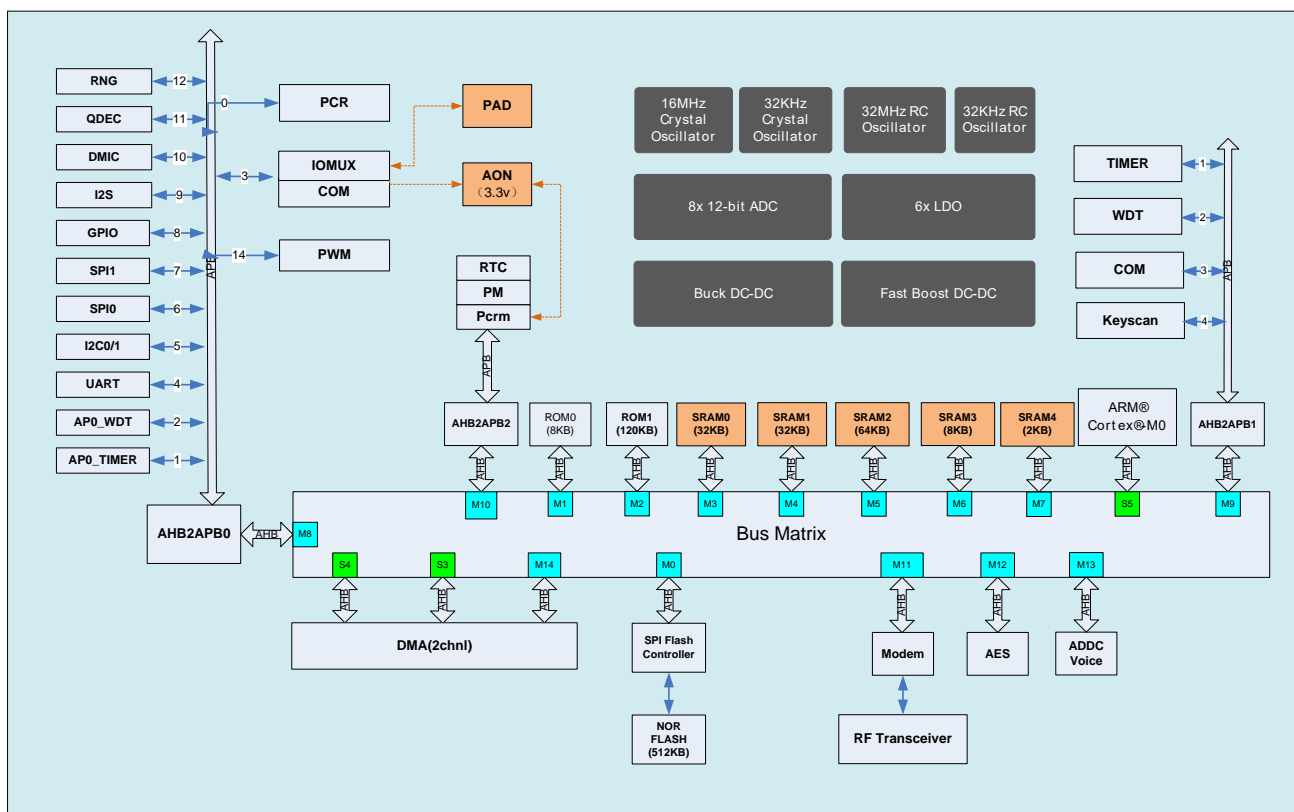 RNG
12
QDEC
11
DMIC
10
I2S
9
GPIO
8
SPI1
7
SPI0
6
I2C0/1
5
UART
4
AP0_WDT
2
AP0_TIMER
1
APB
0
PCR
3
IOMUX
COM
14
PWM
PAD
AON
(3.3v)
RTC
PM
Pcrm
APB
16MHz
Crystal
Oscillator
32KHz
Crystal
Oscillator
32MHz RC
Oscillator
32KHz RC
Oscillator
8x 12-bit ADC
6x LDO
Buck DC-DC
Fast Boost DC-DC
TIMER
1
WDT
2
COM
3
Keyscan
4
APB
AHB2APB2
ROM0
(8KB)
ROM1
(120KB)
SRAM0
(32KB)
SRAM1
(32KB)
SRAM2
(64KB)
SRAM3
(8KB)
SRAM4
(2KB)
ARM®
Cortex®-M0
AHB2APB1
AHB
AHB
AHB
AHB
AHB
AHB
AHB
AHB
AHB
AHB
M10
M1
M2
M3
M4
M5
M6
M7
S5
M9
AHB2APB0
AHB
M8
Bus Matrix
S4
S3
M14
M0
M11
M12
M13
AHB
AHB
AHB
AHB
AHB
AHB
AHB
DMA(2chnl)
SPI Flash
Controller
Modem
AES
ADDC
Voice
NOR
FLASH
(512KB)
RF Transceiver